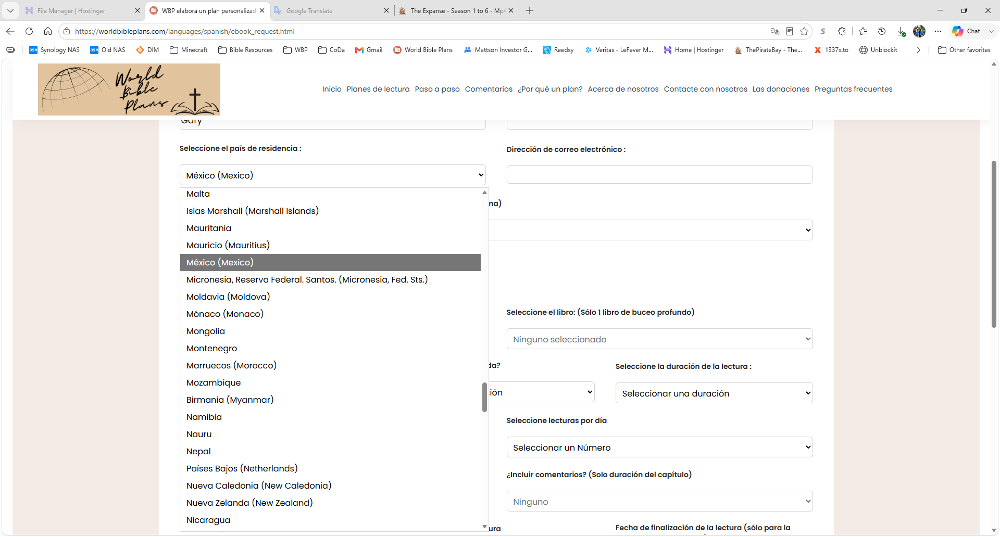 File Manager | Hostinger
WBP elabora un plan personalizad
Google Translate
The Expanse - Season 1 to 6 - Mp4
https://worldbibleplans.com/languages/spanish/ebook_request.html
Chat
Synology NAS
Old NAS
DIM
Minecraft
Bible Resources
WBP
CoDa
Gmail
World Bible Plans
Mattson Investor G...
Reedsy
Veritas - LeFever M...
Home | Hostinger
ThePirateBay - The...
1337x.to
Unblockit
Other favorites
World
Bible
Plans
Inicio Planes de lectura Paso a paso Comentarios ¿Por qué un plan? Acerca de nosotros Contacte con nosotros Las donaciones Preguntas frecuentes
Gary
Seleccione el país de residencia :
Dirección de correo electrónico :
México (Mexico)
Malta
Islas Marshall (Marshall Islands)
Mauritania
Mauricio (Mauritius)
México (Mexico)
Micronesia, Reserva Federal. Santos. (Micronesia, Fed. Sts.)
Moldavia (Moldova)
Mónaco (Monaco)
Mongolia
Montenegro
Marruecos (Morocco)
Mozambique
Birmania (Myanmar)
Namibia
Nauru
Nepal
Países Bajos (Netherlands)
Nueva Caledonia (New Caledonia)
Nueva Zelanda (New Zealand)
Nicaragua
ma)
Seleccione el libro: (Sólo 1 libro de buceo profundo)
Ninguno seleccionado
da?
Seleccione la duración de la lectura :
ión
Seleccionar una duración
Seleccione lecturas por día
Seleccionar un Número
¿Incluir comentarios? (Solo duración del capítulo)
Ninguno
ura
Fecha de finalización de la lectura (sólo para la